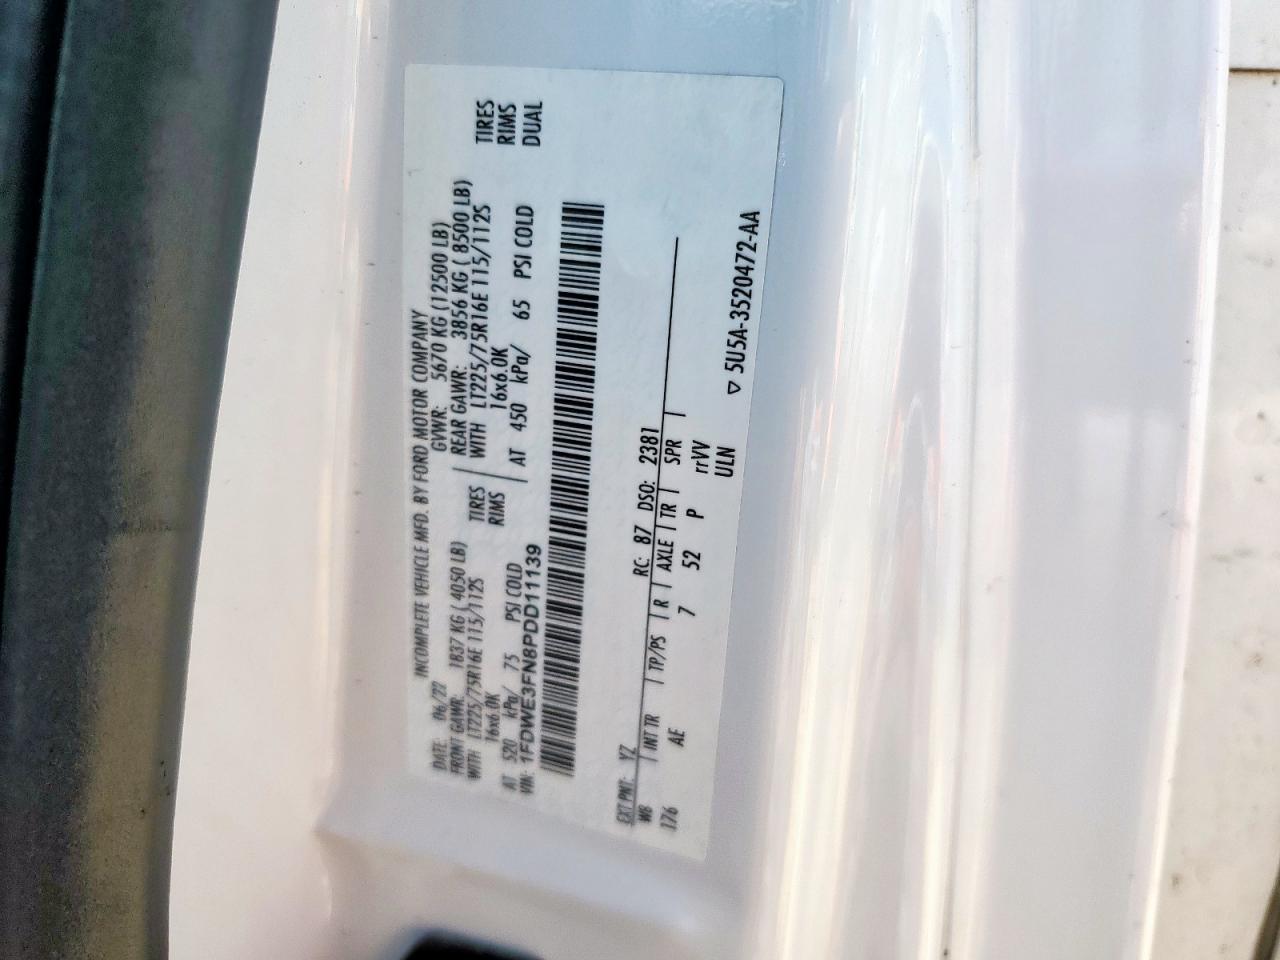 INCOMPLETE VEHICLE MFD. BY FORD MOTOR COMPANY
DATE: 06/22 GVWR: 5670 KG (12500 LB)
FRONT GAWR: 1837 KG ( 4050 LB) REAR GAWR: 3856 KG ( 8500 LB)
WITH LT225/75R16E 115/112S TIRES WITH LT225/75R16E 115/112S TIRES
16x6.0K RIMS 16x6.0K RIMS
AT 520 kPa/ 75 PSI COLD AT 450 kPa/ 65 PSI COLD DUAL
VIN: 1FDWE3FN8PDD11139
EXT PNT: YZ RC: 87 DSO: 2381
WB INT TR TP/PS R AXLE TR SPR
176 AE 7 52 P rrVV
ULN
▽ 5U5A-3520472-AA